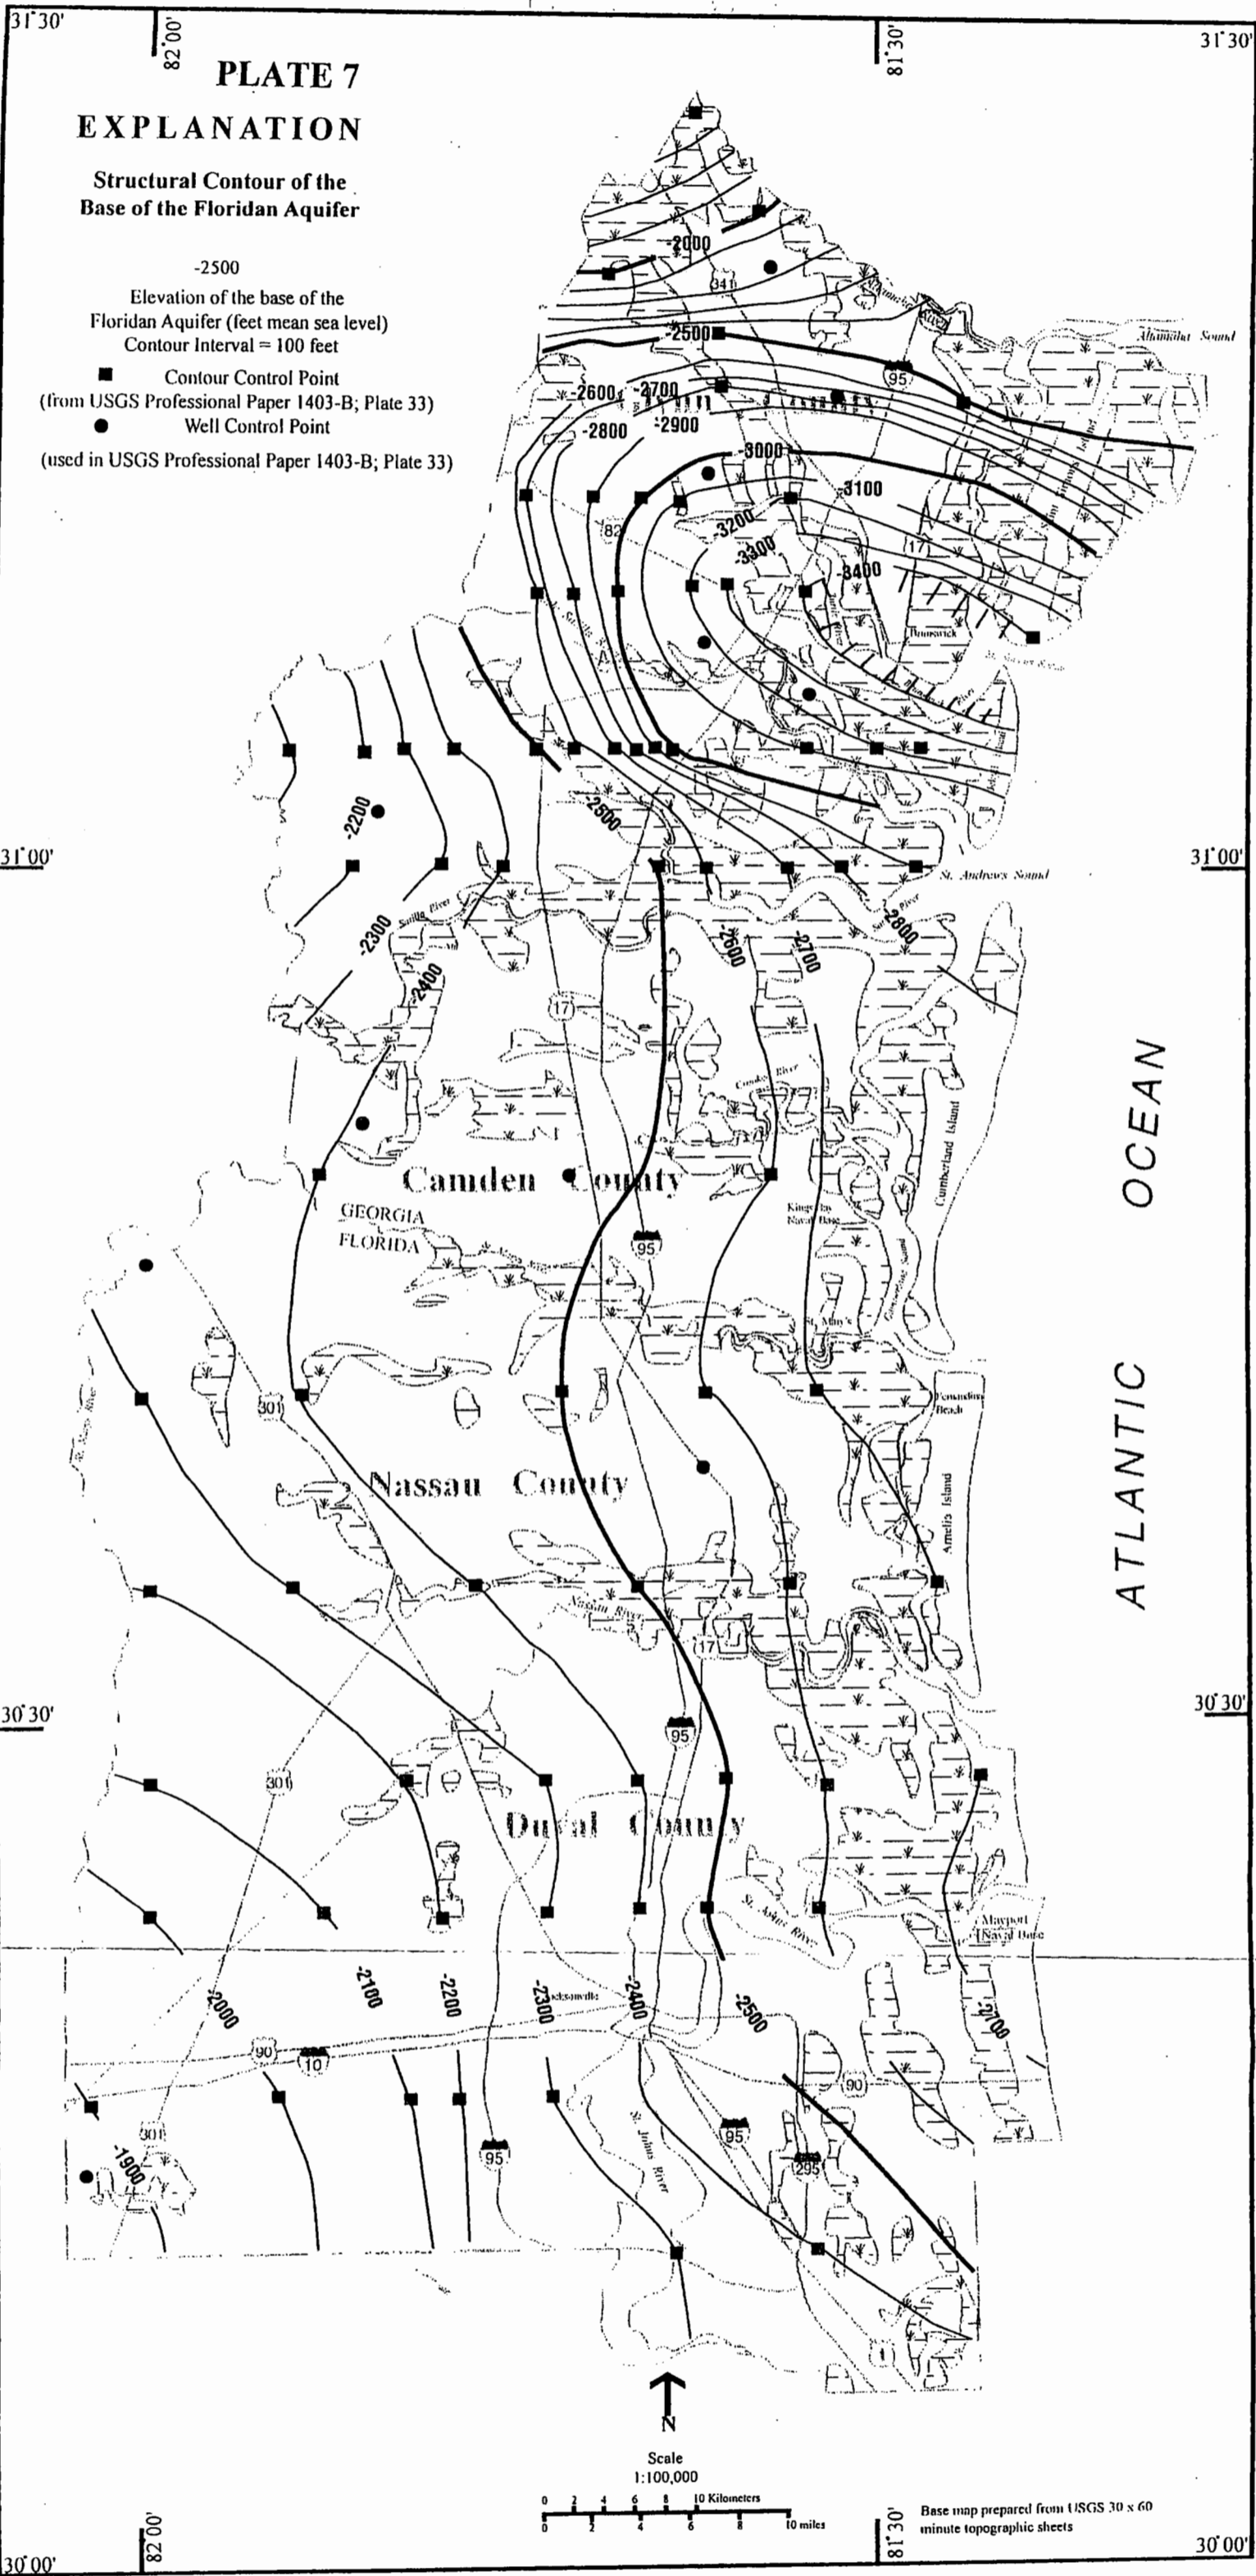 31°30'
82°00'
81°30'
31°30'
PLATE 7
EXPLANATION
Structural Contour of the
Base of the Floridan Aquifer
-2500
Elevation of the base of the
Floridan Aquifer (feet mean sea level)
Contour Interval = 100 feet
Contour Control Point
(from USGS Professional Paper 1403-B; Plate 33)
Well Control Point
(used in USGS Professional Paper 1403-B; Plate 33)
-2000
341
River
Altamaha Sound
-2500
95
-2600
-2700
-2800
-2900
-3000
-3100
82
-3200
17
-3300
-3400
Brunswick
-2200
-2500
31°00'
31°00'
St. Andrews Sound
Satilla River
River
-2300
-2400
-2600
-2700
-2800
17
OCEAN
Cumberland Island
Camden County
GEORGIA
FLORIDA
Kings Bay
Naval Base
95
St. Mary's
301
Fernandina
Beach
ATLANTIC
Nassau County
Amelia Island
Nassau River
17
30°30'
30°30'
95
301
Duval County
St. Johns River
Mayport
Naval Base
-2000
-2100
-2200
-2300
Jacksonville
-2400
-2500
-2700
90
10
90
301
95
95
295
St. Johns River
-1900
1
N
Scale
1:100,000
0 2 4 6 8 10 Kilometers
0 2 4 6 8 10 miles
Base map prepared from USGS 30 x 60
minute topographic sheets
82°00'
81°30'
30°00'
30°00'